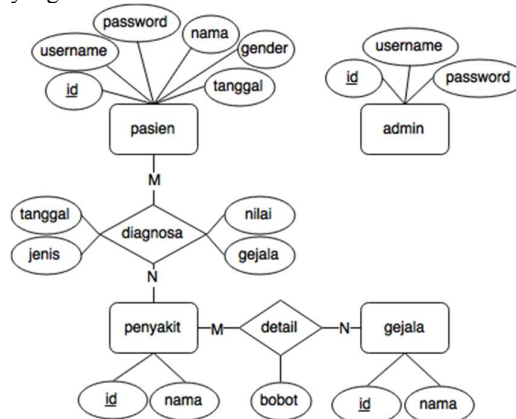 password
nama
username
gender
id
tanggal
pasien
username
id
password
admin
M
tanggal
nilai
diagnosa
jenis
gejala
N
penyakit
M
detail
N
gejala
id
nama
bobot
id
nama